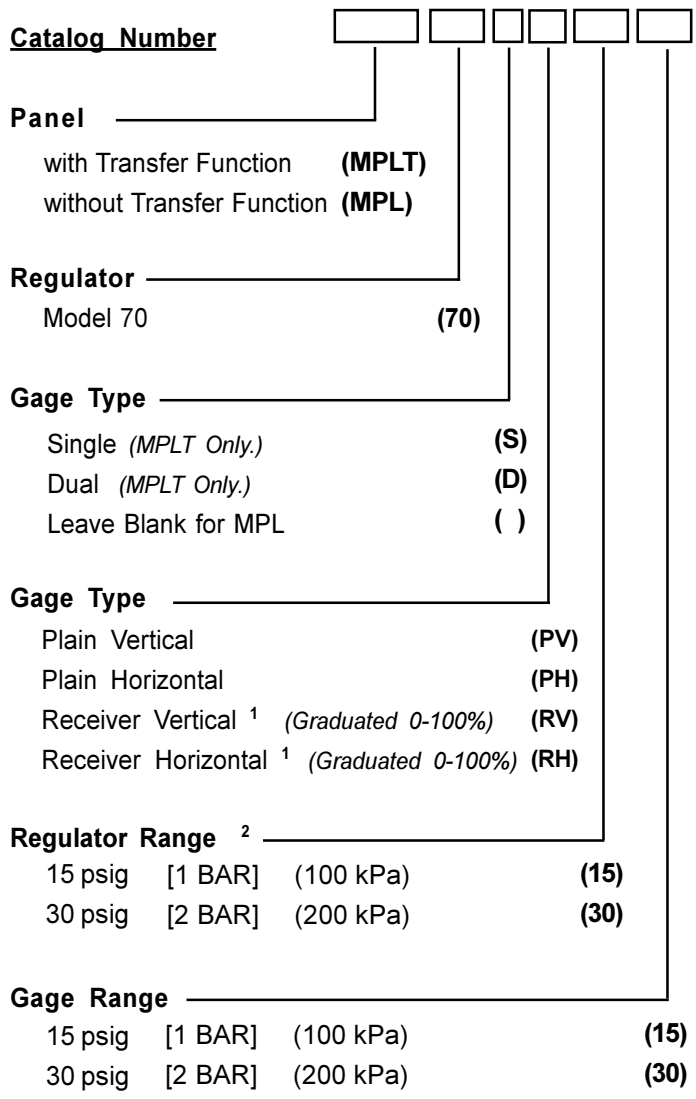 Catalog Number
Panel
with Transfer Function (MPLT)
without Transfer Function (MPL)
Regulator
Model 70 (70)
Gage Type
Single (MPLT Only.) (S)
Dual (MPLT Only.) (D)
Leave Blank for MPL ( )
Gage Type
Plain Vertical (PV)
Plain Horizontal (PH)
Receiver Vertical 1 (Graduated 0-100%) (RV)
Receiver Horizontal 1 (Graduated 0-100%) (RH)
Regulator Range 2
15 psig [1 BAR] (100 kPa) (15)
30 psig [2 BAR] (200 kPa) (30)
Gage Range
15 psig [1 BAR] (100 kPa) (15)
30 psig [2 BAR] (200 kPa) (30)